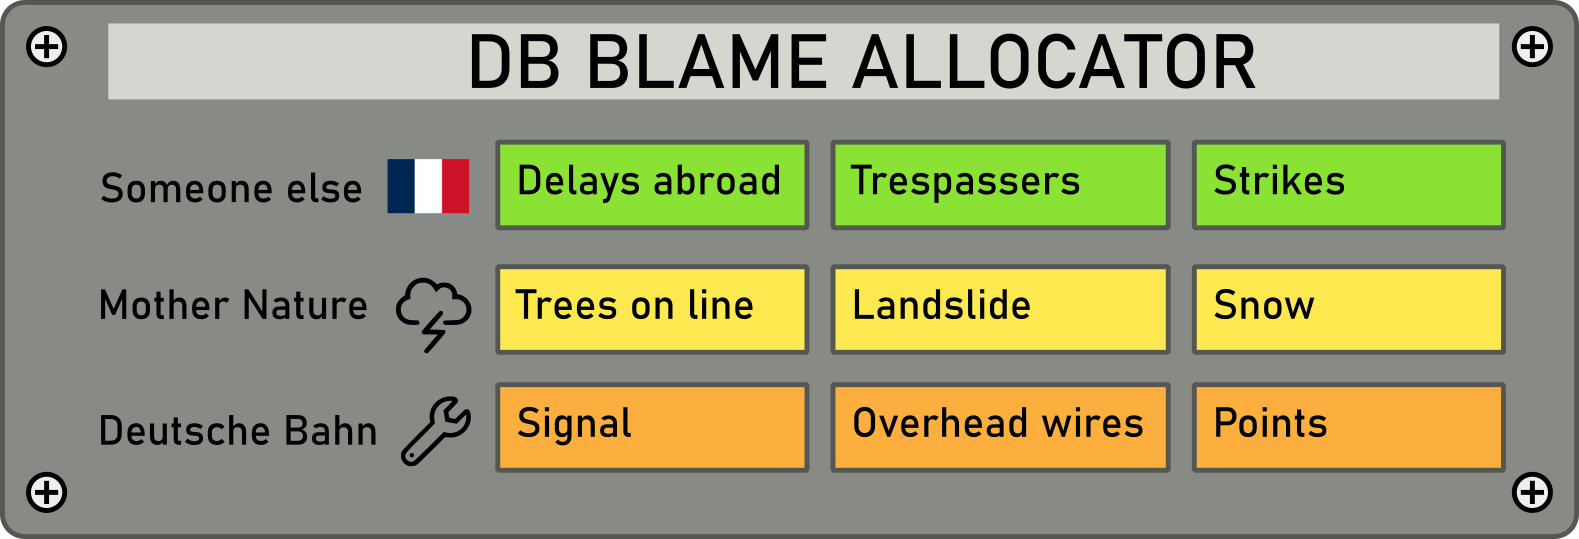 DB BLAME ALLOCATOR
Someone else Delays abroad Trespassers Strikes
Mother Nature Trees on line Landslide Snow
Deutsche Bahn Signal Overhead wires Points